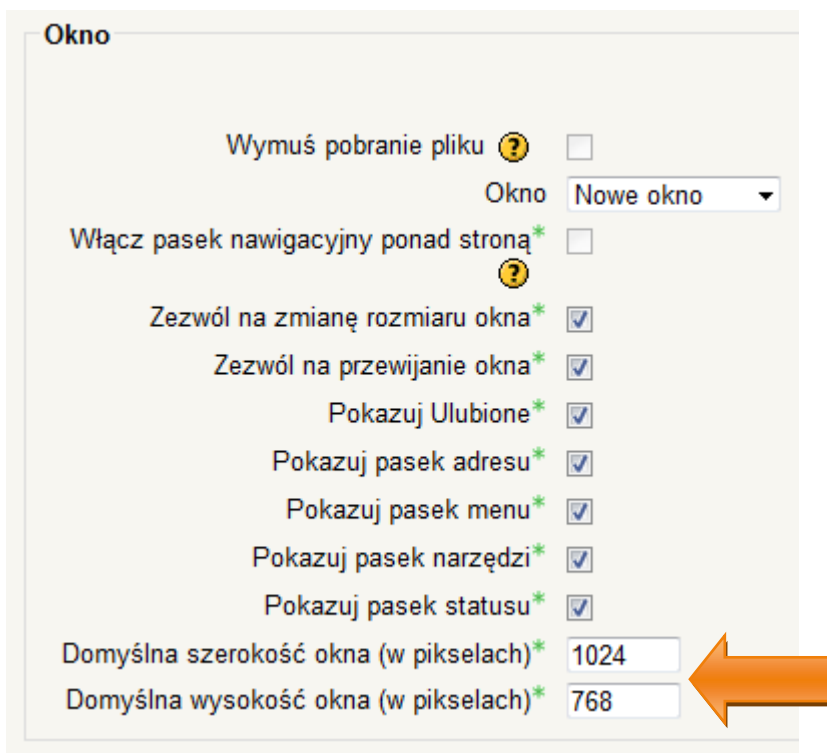 Okno
Wymuś pobranie pliku ?
Okno Nowe okno
Włącz pasek nawigacyjny ponad stroną*
?
Zezwól na zmianę rozmiaru okna*
Zezwól na przewijanie okna*
Pokazuj Ulubione*
Pokazuj pasek adresu*
Pokazuj pasek menu*
Pokazuj pasek narzędzi*
Pokazuj pasek statusu*
Domyślna szerokość okna (w pikselach)* 1024
Domyślna wysokość okna (w pikselach)* 768